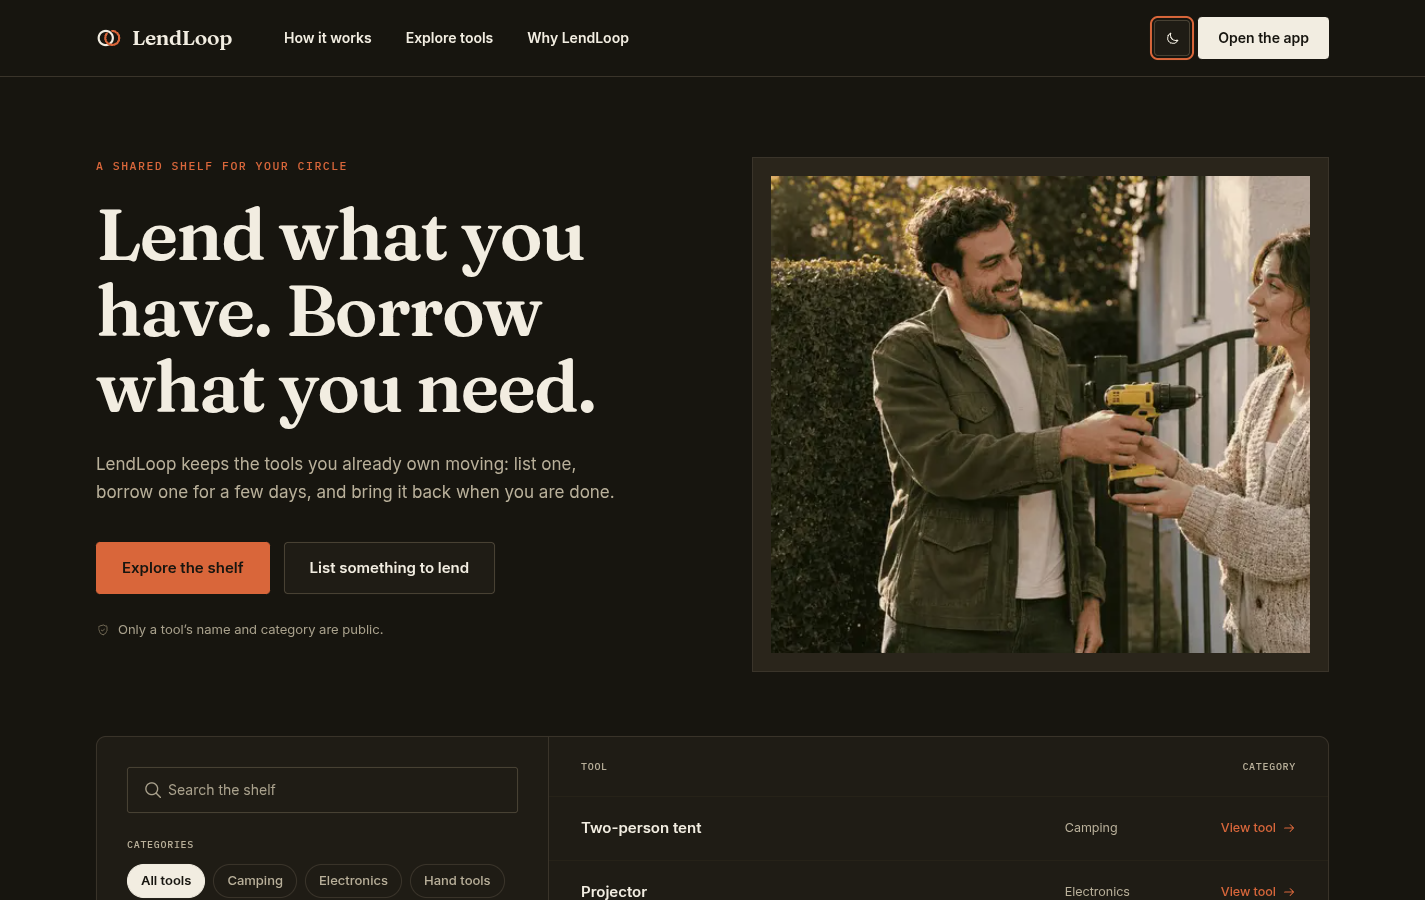 LendLoop
How it works
Explore tools
Why LendLoop
Open the app
A SHARED SHELF FOR YOUR CIRCLE
Lend what you
have. Borrow
what you need.
LendLoop keeps the tools you already own moving: list one,
borrow one for a few days, and bring it back when you are done.
Explore the shelf
List something to lend
Only a tool’s name and category are public.
Search the shelf
CATEGORIES
All tools
Camping
Electronics
Hand tools
TOOL
CATEGORY
Two-person tent
Camping
View tool →
Projector
Electronics
View tool →